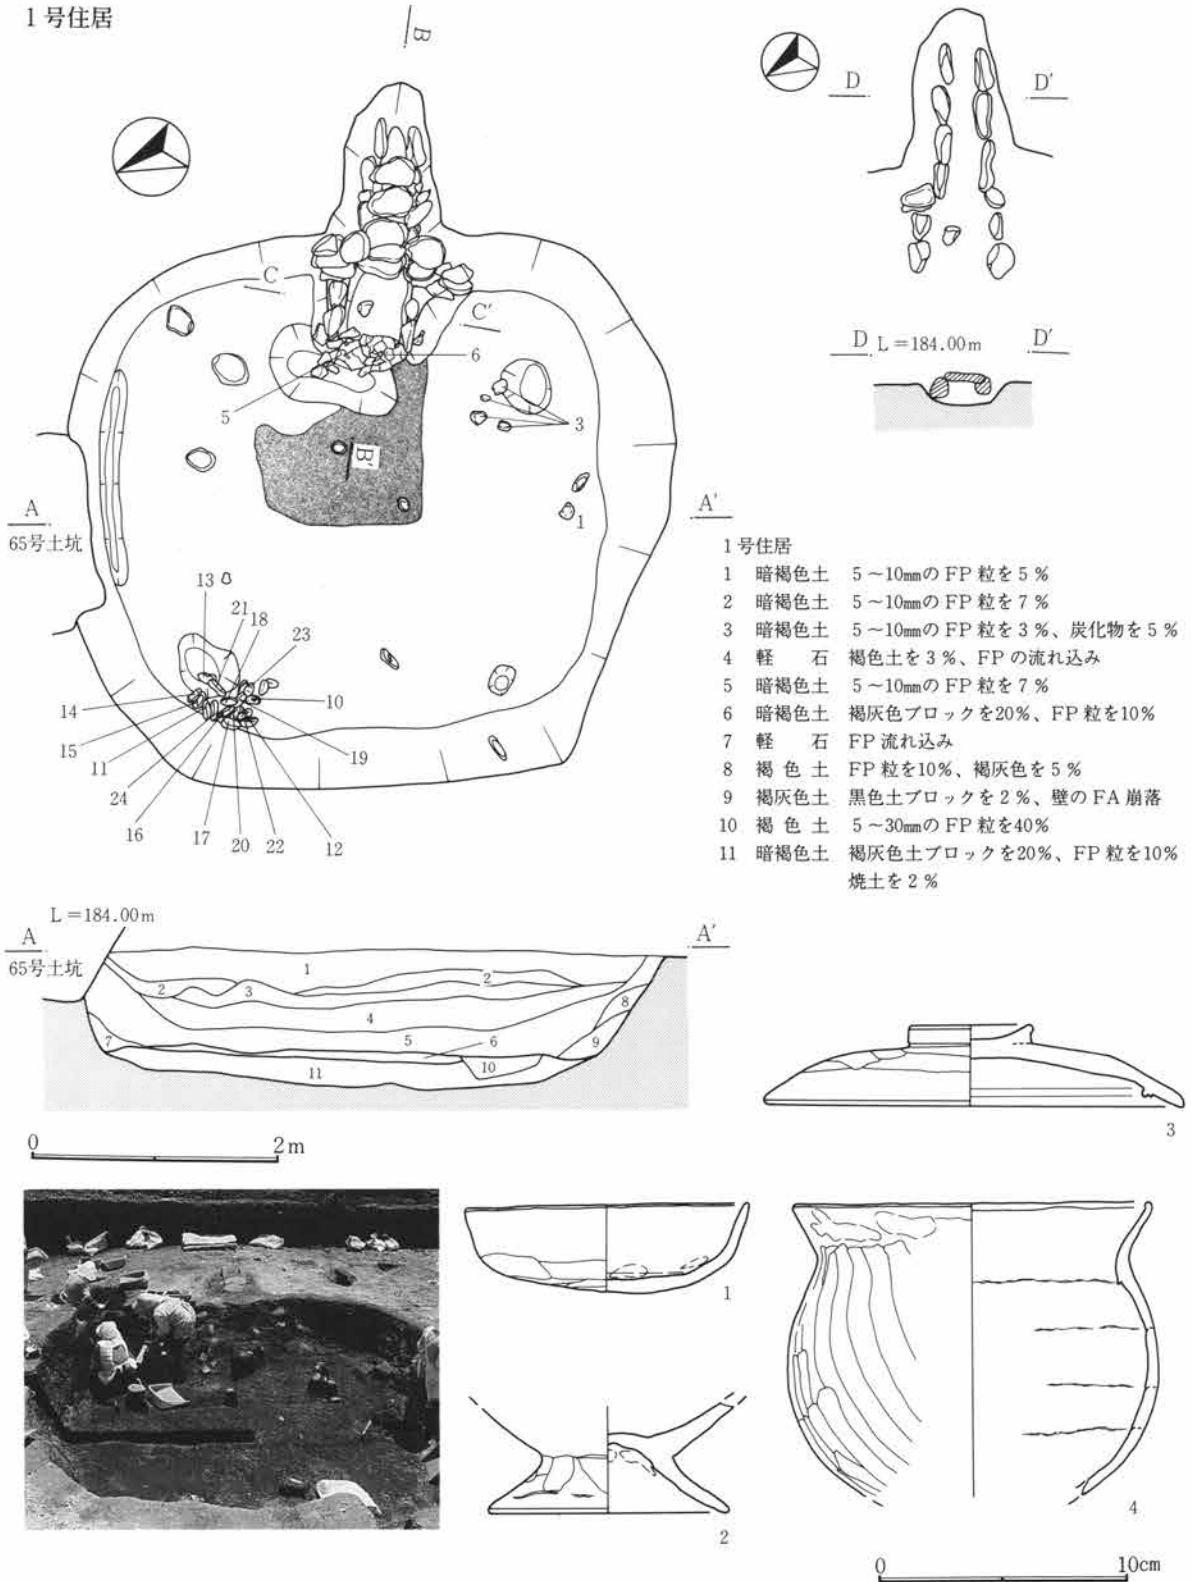 1号住居
B
D
D′
C
C′
6
5
3
B′
D L=184.00m D′
A
65号土坑
A′
1
13
21
18
23
14
15
11
24
16
17
20
22
12
19
10
1号住居
1 暗褐色土 5~10㎜のFP粒を5%
2 暗褐色土 5~10㎜のFP粒を7%
3 暗褐色土 5~10㎜のFP粒を3%、炭化物を5%
4 軽 石 褐色土を3%、FPの流れ込み
5 暗褐色土 5~10㎜のFP粒を7%
6 暗褐色土 褐灰色ブロックを20%、FP粒を10%
7 軽 石 FP流れ込み
8 褐 色 土 FP粒を10%、褐灰色を5%
9 褐灰色土 黒色土ブロックを2%、壁のFA崩落
10 褐 色 土 5~30㎜のFP粒を40%
11 暗褐色土 褐灰色土ブロックを20%、FP粒を10%
焼土を2%
L=184.00m
A
65号土坑
A′
1
2
3
2
4
8
5
7
6
9
10
11
3
0 2m
1
2
4
0 10cm